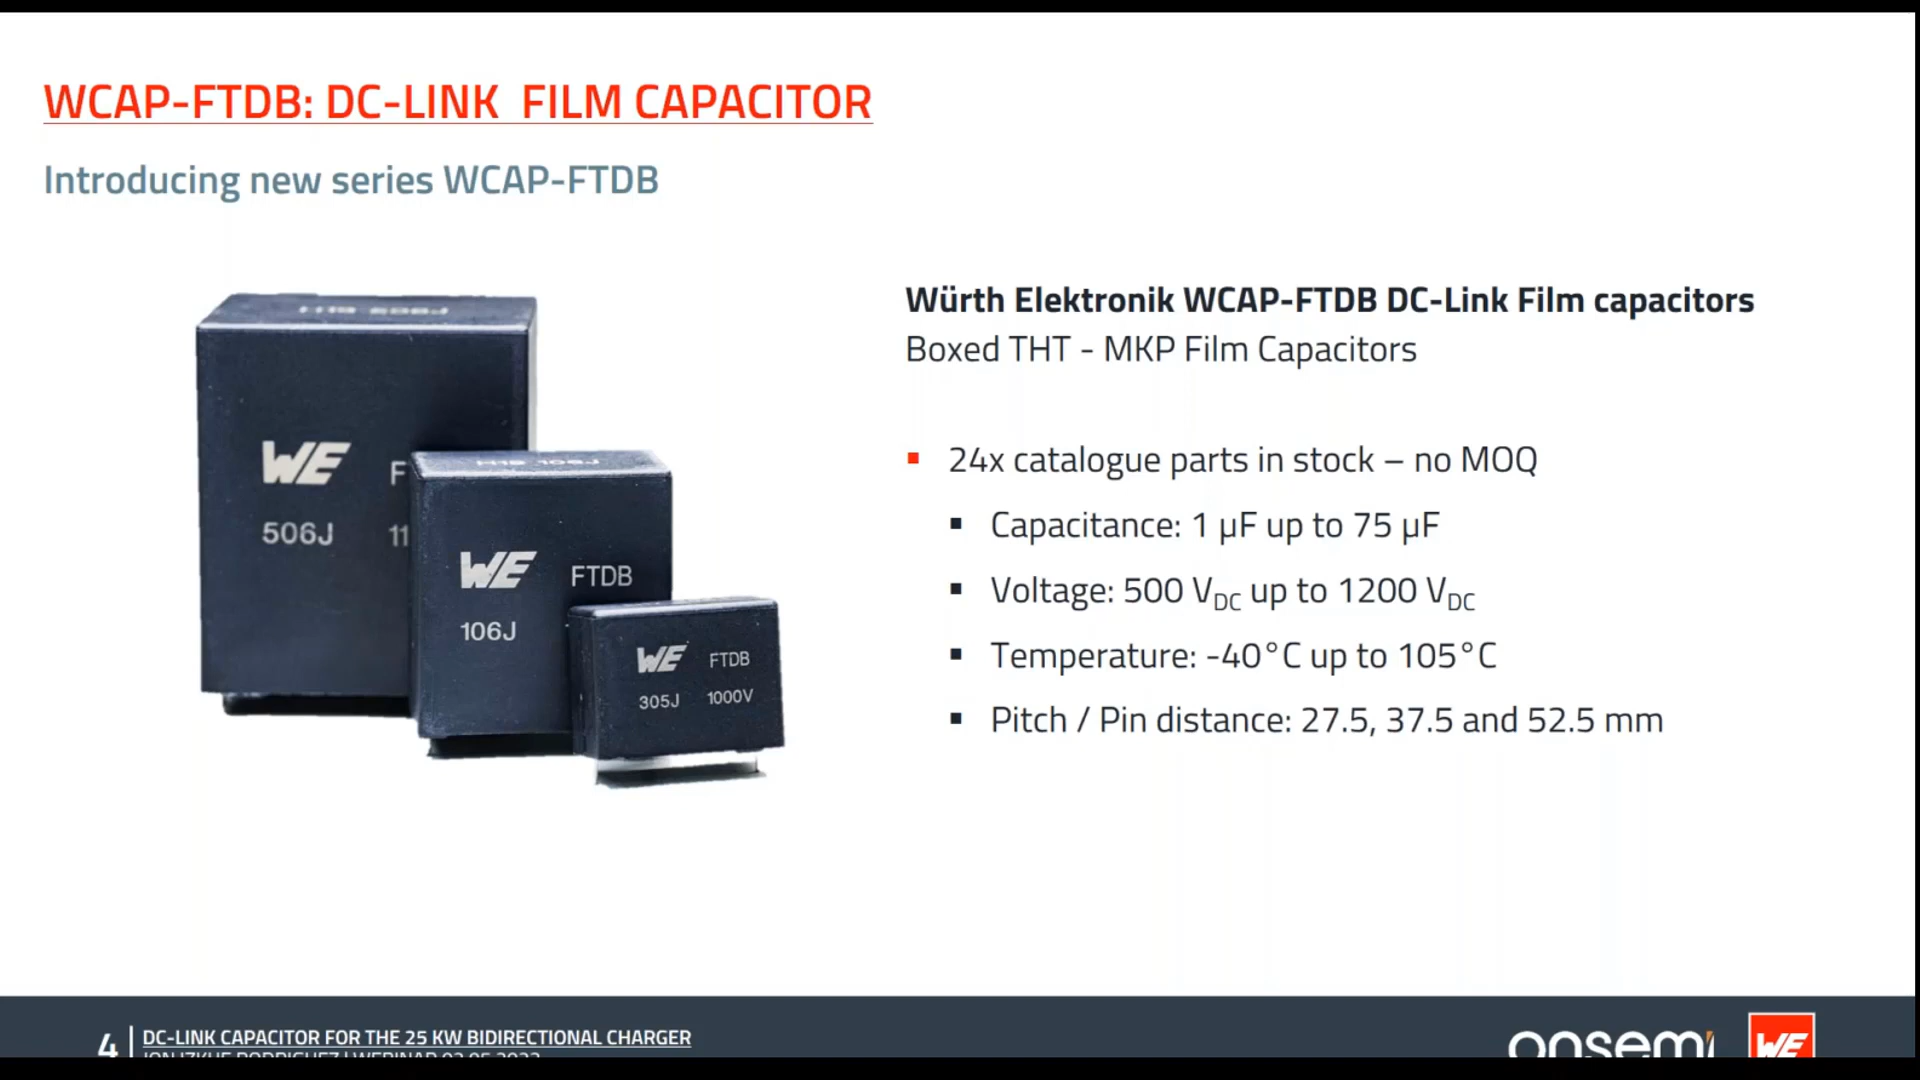 WCAP-FTDB: DC-LINK FILM CAPACITOR
Introducing new series WCAP-FTDB
WE F
506J 11
WE FTDB
106J
WE FTDB
305J 1000V
Würth Elektronik WCAP-FTDB DC-Link Film capacitors
Boxed THT - MKP Film Capacitors
24x catalogue parts in stock – no MOQ
Capacitance: 1 µF up to 75 µF
Voltage: 500 VDC up to 1200 VDC
Temperature: -40°C up to 105°C
Pitch / Pin distance: 27.5, 37.5 and 52.5 mm
4
DC-LINK CAPACITOR FOR THE 25 KW BIDIRECTIONAL CHARGER
onsemi
WE